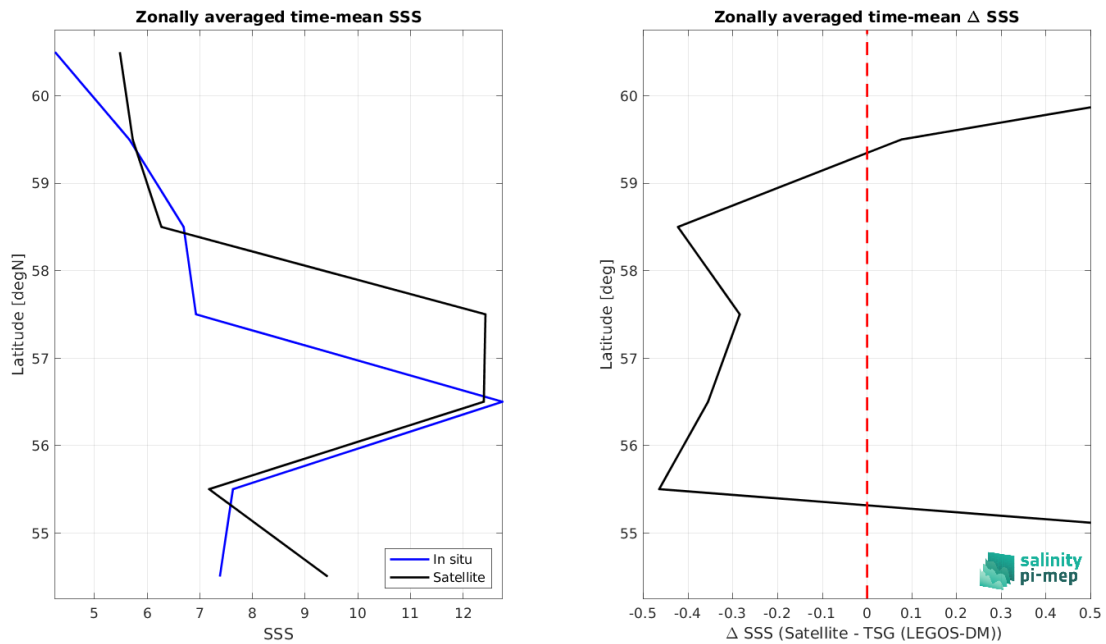 Zonally averaged time-mean SSS
60
59
58
57
56
55
Latitude [degN]
5 6 7 8 9 10 11 12
SSS
In situ
Satellite
Zonally averaged time-mean Δ SSS
60
59
58
57
56
55
Latitude [deg]
-0.5 -0.4 -0.3 -0.2 -0.1 0 0.1 0.2 0.3 0.4 0.5
Δ SSS (Satellite - TSG (LEGOS-DM))
salinity
pi-mep